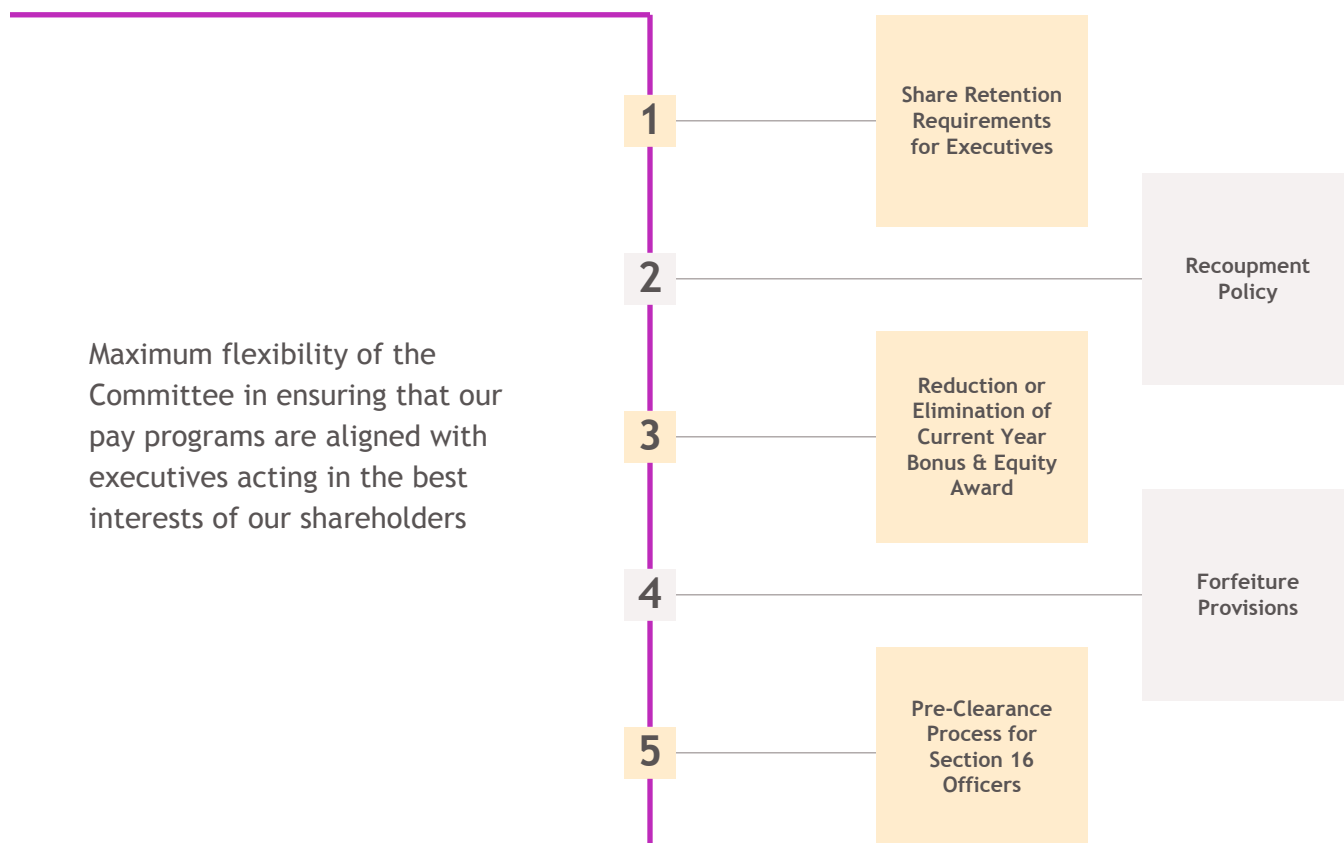 Maximum flexibility of the
Committee in ensuring that our
pay programs are aligned with
executives acting in the best
interests of our shareholders
1
Share Retention
Requirements
for Executives
2
Recoupment
Policy
3
Reduction or
Elimination of
Current Year
Bonus & Equity
Award
4
Forfeiture
Provisions
5
Pre-Clearance
Process for
Section 16
Officers